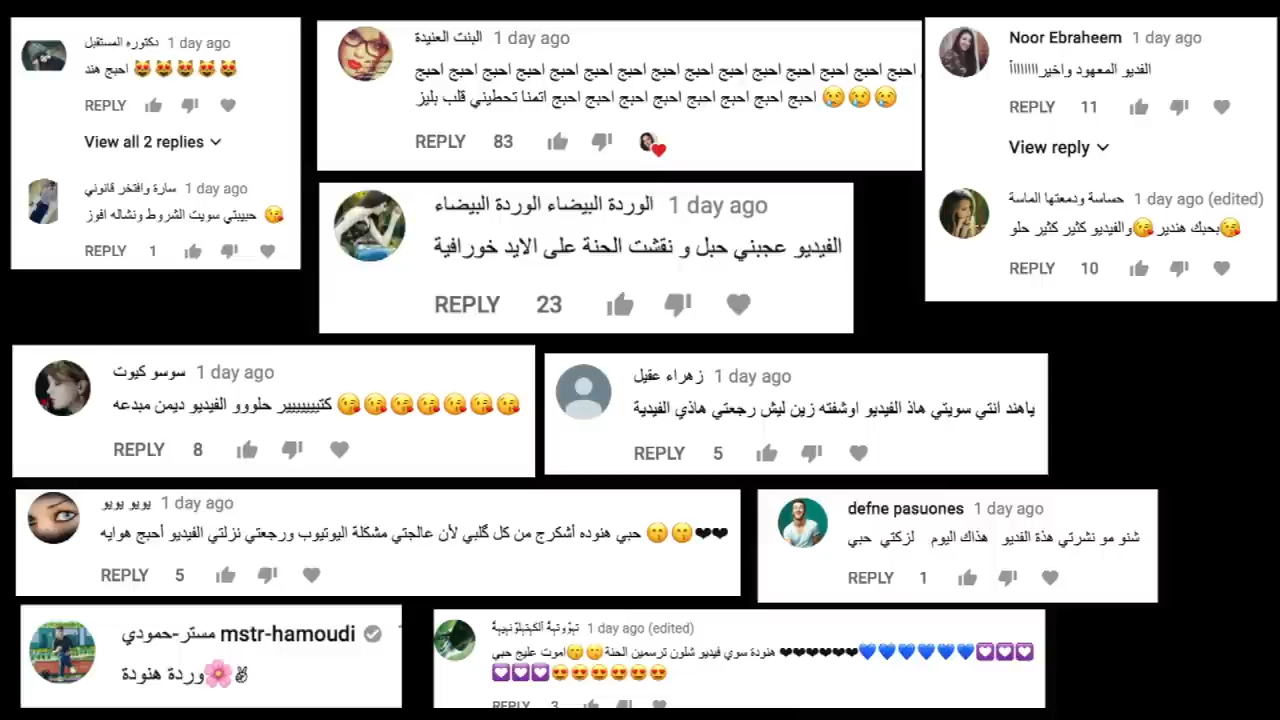 دكتوره المستقبل 1 day ago
احبج هند 😻😻😻😻😻
REPLY
View all 2 replies
سارة وافتخر قانوني 1 day ago
حبيبتي سويت الشروط ونشاله افوز 😘
REPLY 1
البنت العنيدة 1 day ago
احبج احبج احبج احبج احبج احبج احبج احبج احبج احبج احبج احبج احبج احبج احبج
احبج احبج احبج احبج احبج احبج احبج احبج اتمنا تحطيني قلب بليز 😢😢😢
REPLY 83
Noor Ebraheem 1 day ago
الفديو المعهود واخيرااااااااً
REPLY 11
View reply
حساسة ودمعتها الماسة 1 day ago (edited)
بحبك هندير😘والفيديو كثير كثير حلو😘
REPLY 10
الوردة البيضاء الوردة البيضاء 1 day ago
الفيديو عجبني حبل و نقشت الحنة على الايد خورافية
REPLY 23
سوسو كيوت 1 day ago
كتيييييير حلووو الفيديو ديمن مبدعه 😘😘😘😘😘😘😘
REPLY 8
زهراء عقيل 1 day ago
ياهند انتي سويتي هاذ الفيديو اوشفته زين ليش رجعتي هاذي الفيدية
REPLY 5
يويو يويو 1 day ago
حبي هنوده أشكرج من كل گلبي لأن عالجتي مشكلة اليوتيوب ورجعتي نزلتي الفيديو أحبج هوايه 😙😙❤❤
REPLY 5
defne pasuones 1 day ago
شنو مو نشرتي هذة الفديو هذاك اليوم لزكتي حبي
REPLY 1
مستر-حمودي mstr-hamoudi
وردة هنودة🌸✌
1 day ago (edited)
هنودة سوي فيديو شلون ترسمين الحنة😙😙اموت عليج حبي ❤❤❤❤❤❤💙💙💙💙💙💙💟💟💟
💟💟💟😍😍😍😍😍😍
REPLY 3